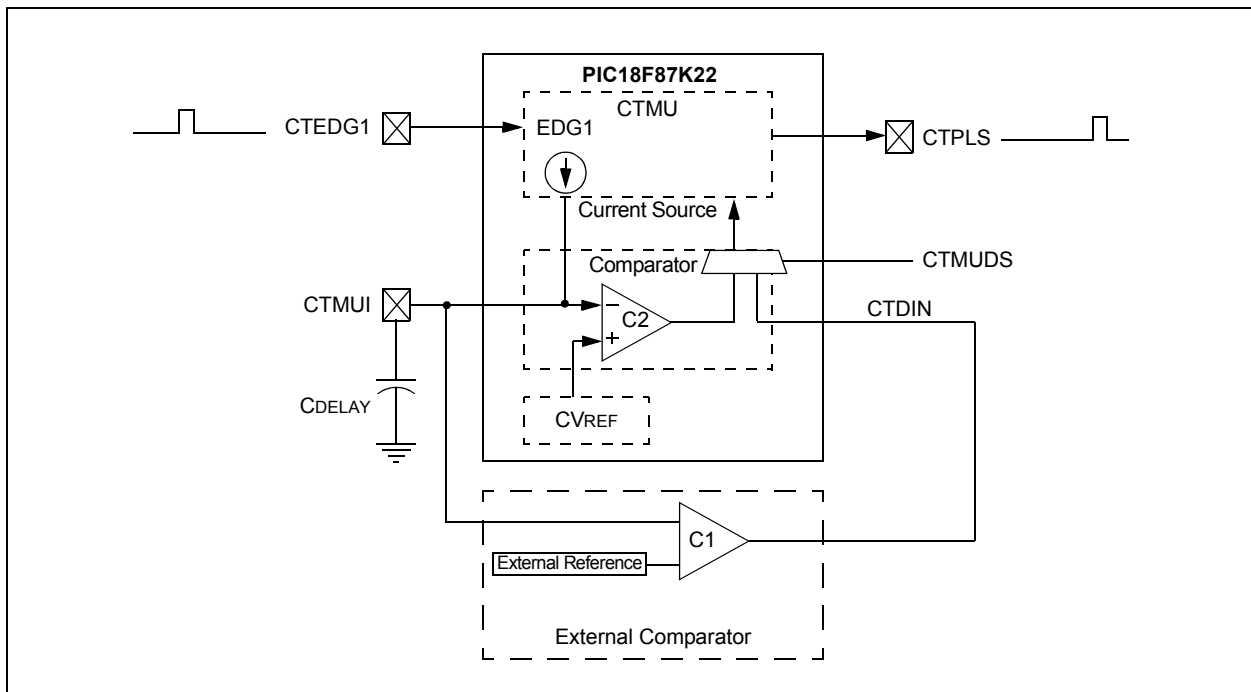 PIC18F87K22
CTMU
CTEDG1
EDG1
CTPLS
Current Source
Comparator
CTMUDS
CTMUI
−
C2
+
CTDIN
CDELAY
CVREF
C1
External Reference
External Comparator